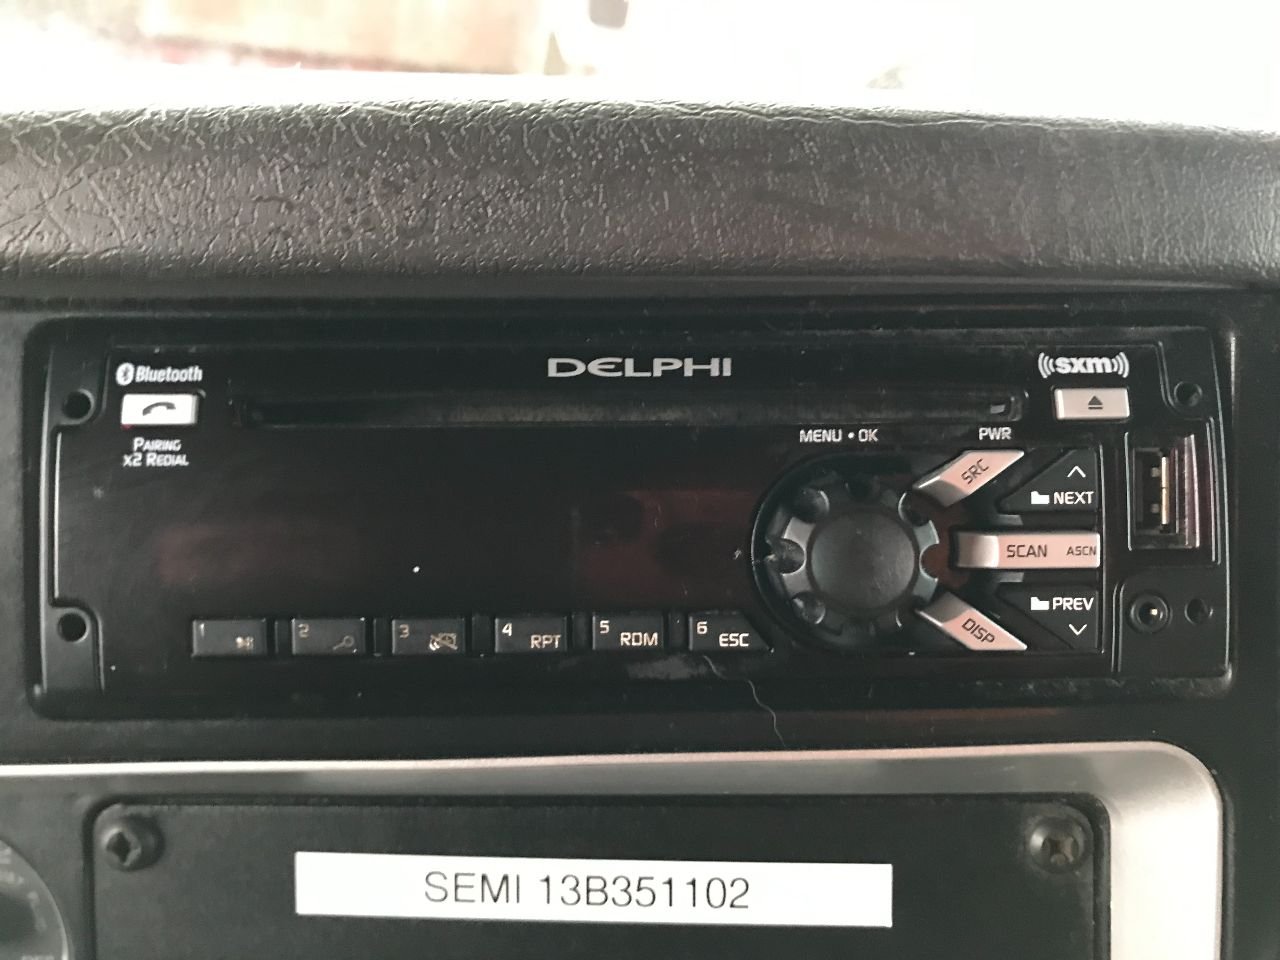 Bluetooth
DELPHI
((sxm))
PAIRING
X2 REDIAL
MENU • OK
PWR
SRC
NEXT
SCAN ASCN
PREV
DISP
1
2
3
4 RPT
5 RDM
6 ESC
SEMI 13B351102